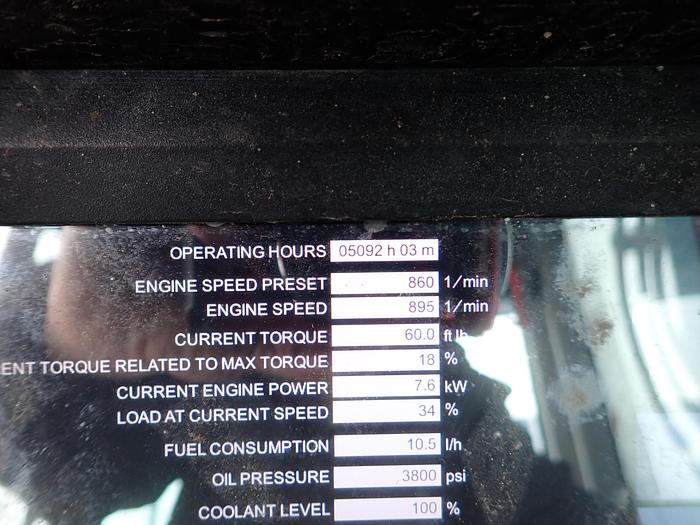 OPERATING HOURS 05092 h 03 m
ENGINE SPEED PRESET 860 1/min
ENGINE SPEED 895 1/min
CURRENT TORQUE 60.0 ft lb
ENT TORQUE RELATED TO MAX TORQUE 18 %
CURRENT ENGINE POWER 7.6 kW
LOAD AT CURRENT SPEED 34 %
FUEL CONSUMPTION 10.5 l/h
OIL PRESSURE 3800 psi
COOLANT LEVEL 100 %